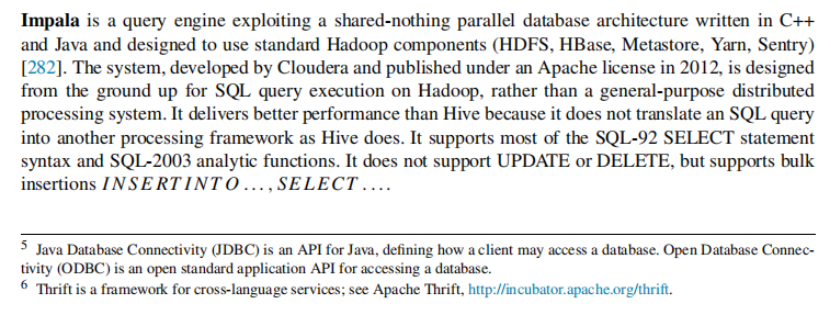 Impala is a query engine exploiting a shared-nothing parallel database architecture written in C++
and Java and designed to use standard Hadoop components (HDFS, HBase, Metastore, Yarn, Sentry)
[282]. The system, developed by Cloudera and published under an Apache license in 2012, is designed
from the ground up for SQL query execution on Hadoop, rather than a general-purpose distributed
processing system. It delivers better performance than Hive because it does not translate an SQL query
into another processing framework as Hive does. It supports most of the SQL-92 SELECT statement
syntax and SQL-2003 analytic functions. It does not support UPDATE or DELETE, but supports bulk
insertions INSERTINTO ..., SELECT ....
5 Java Database Connectivity (JDBC) is an API for Java, defining how a client may access a database. Open Database Connec-
tivity (ODBC) is an open standard application API for accessing a database.
6 Thrift is a framework for cross-language services; see Apache Thrift, http://incubator.apache.org/thrift.